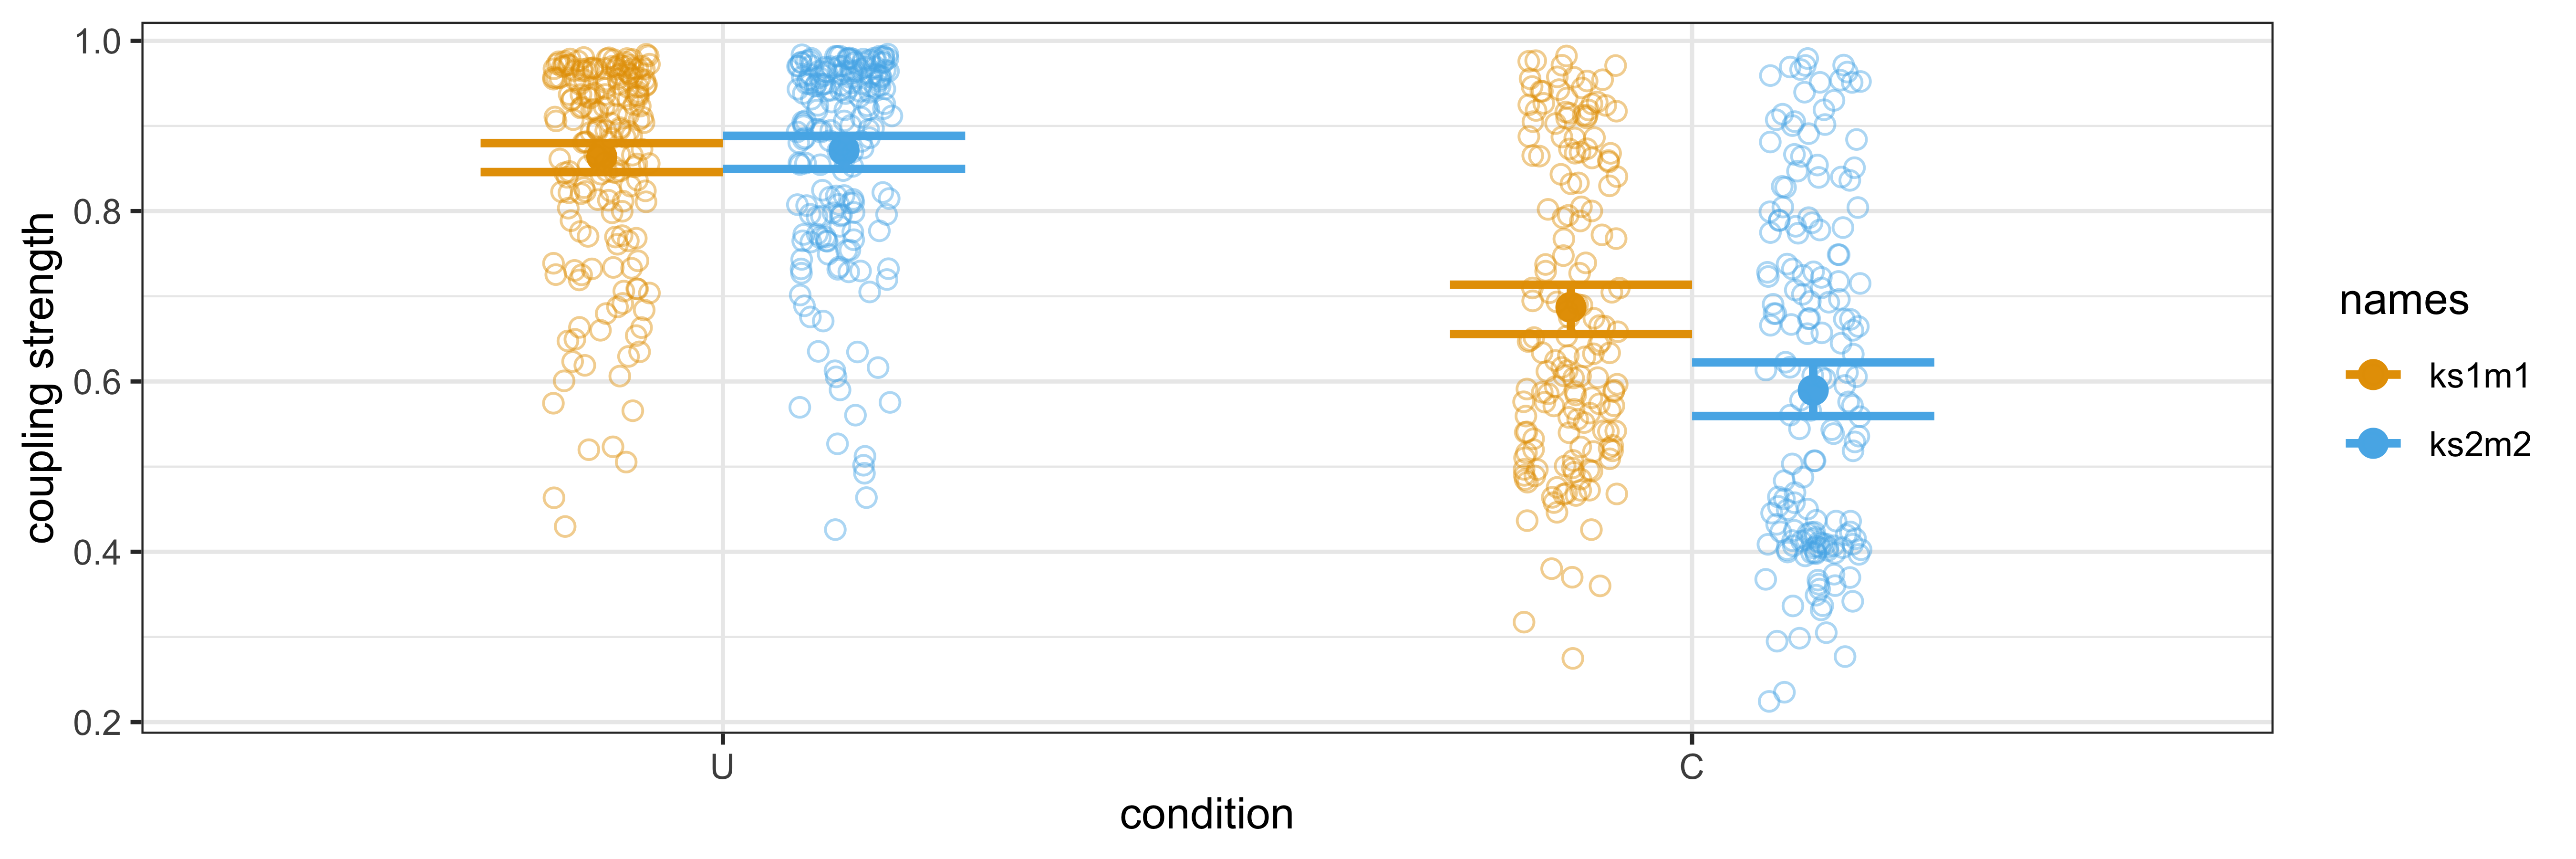 coupling strength
1.0
0.8
0.6
0.4
0.2
U
C
condition
names
ks1m1
ks2m2